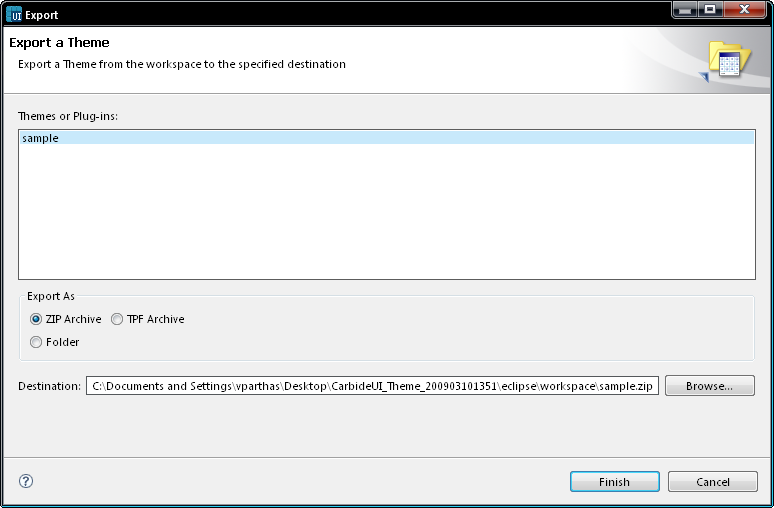 UI Export
Export a Theme
Export a Theme from the workspace to the specified destination
Themes or Plug-ins:
sample
Export As
ZIP Archive TPF Archive
Folder
Destination: C:\Documents and Settings\vparthas\Desktop\CarbideUI_Theme_200903101351\eclipse\workspace\sample.zip Browse...
? Finish Cancel